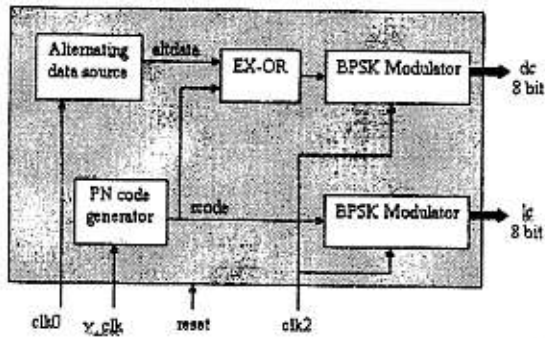 Alternating
data source
altdata
EX-OR
BPSK Modulator
dc
8 bit
PN code
generator
BPSK Modulator
8 bit
clk0
reset
clk2